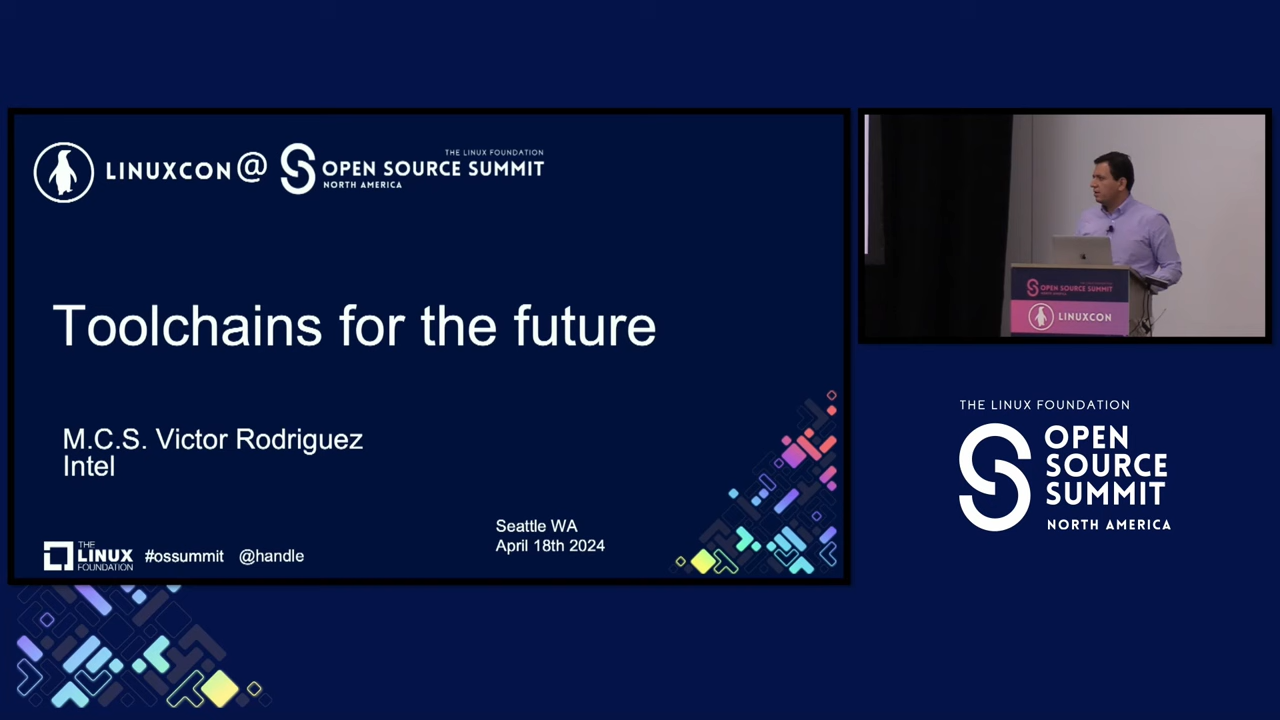 LINUXCON @
THE LINUX FOUNDATION
OPEN SOURCE SUMMIT
NORTH AMERICA
Toolchains for the future
M.C.S. Victor Rodriguez
Intel
Seattle WA
April 18th 2024
THE
LINUX
FOUNDATION
#ossummit @handle
OPEN SOURCE SUMMIT
LINUXCON
THE LINUX FOUNDATION
OPEN
SOURCE
SUMMIT
NORTH AMERICA